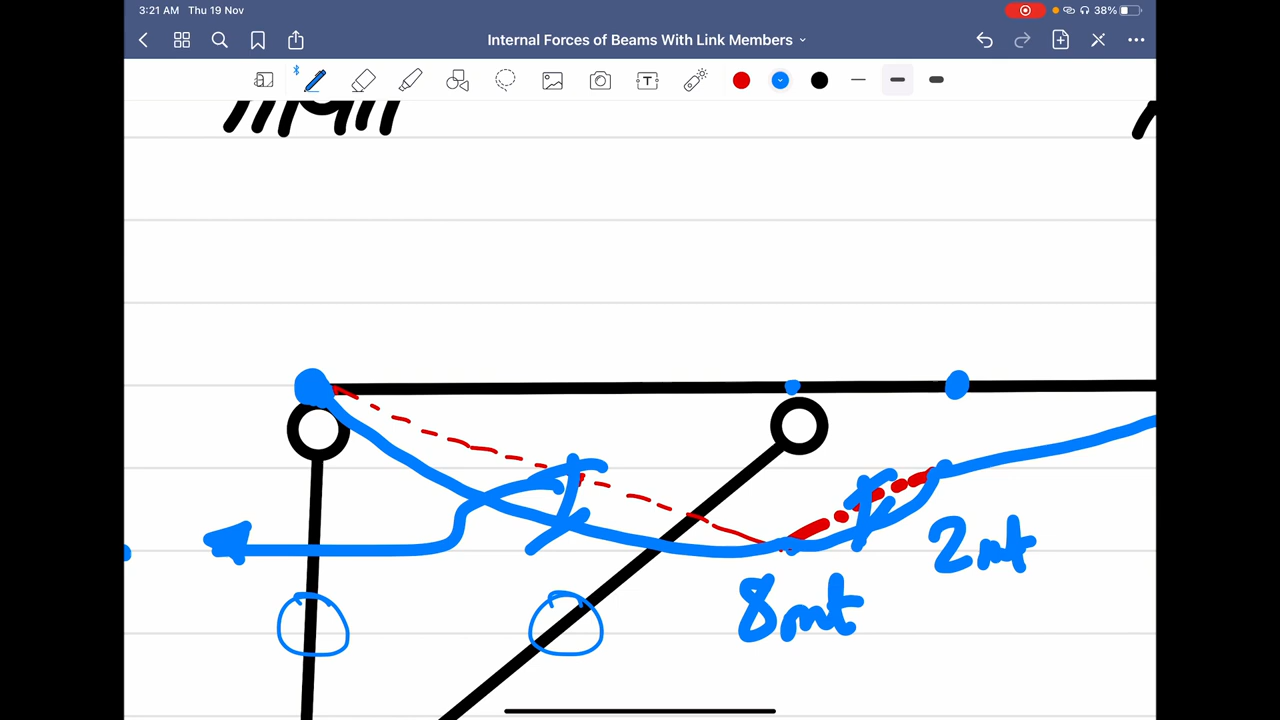 3:21 AM Thu 19 Nov 38%
Internal Forces of Beams With Link Members
T
2mt
8mt